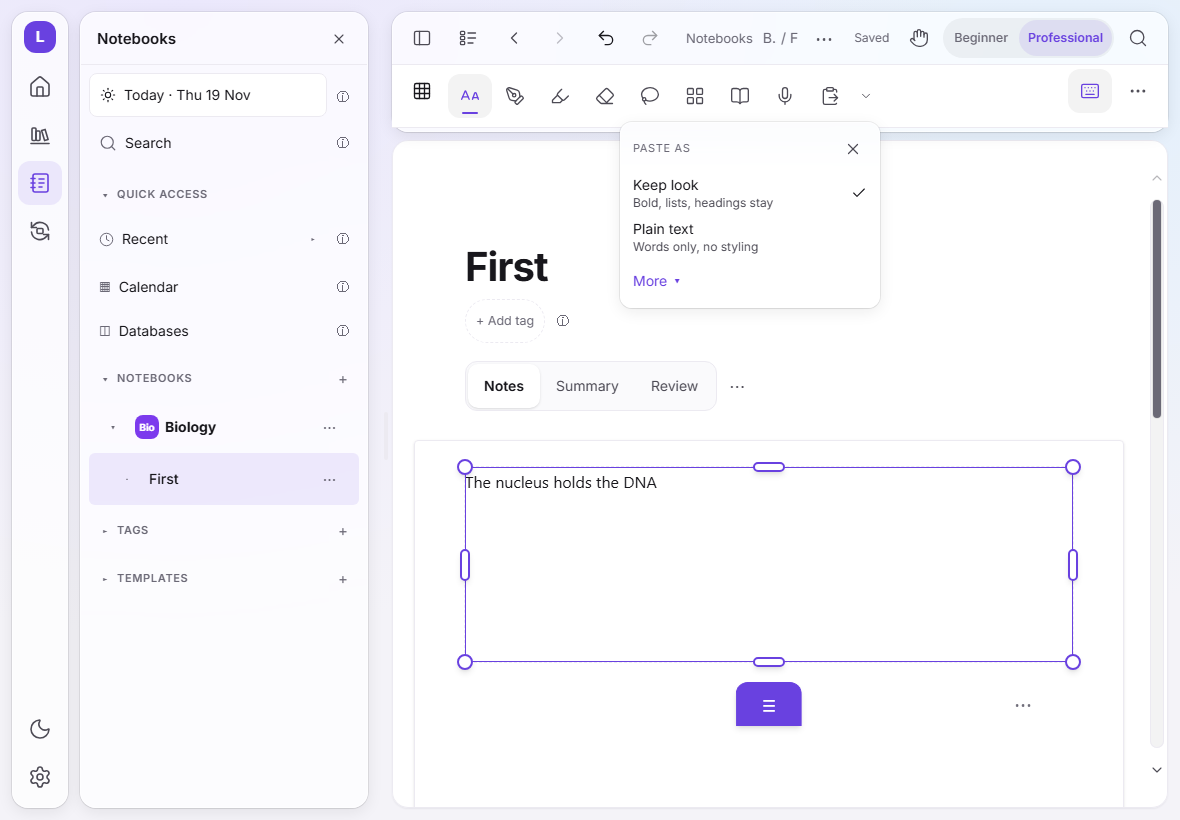 L
Notebooks
Today · Thu 19 Nov
Search
QUICK ACCESS
Recent
Calendar
Databases
NOTEBOOKS
Bio Biology
First
TAGS
TEMPLATES
Notebooks B. / F
Saved
Beginner
Professional
AA
PASTE AS
Keep look
Bold, lists, headings stay
Plain text
Words only, no styling
More
First
+ Add tag
Notes
Summary
Review
The nucleus holds the DNA